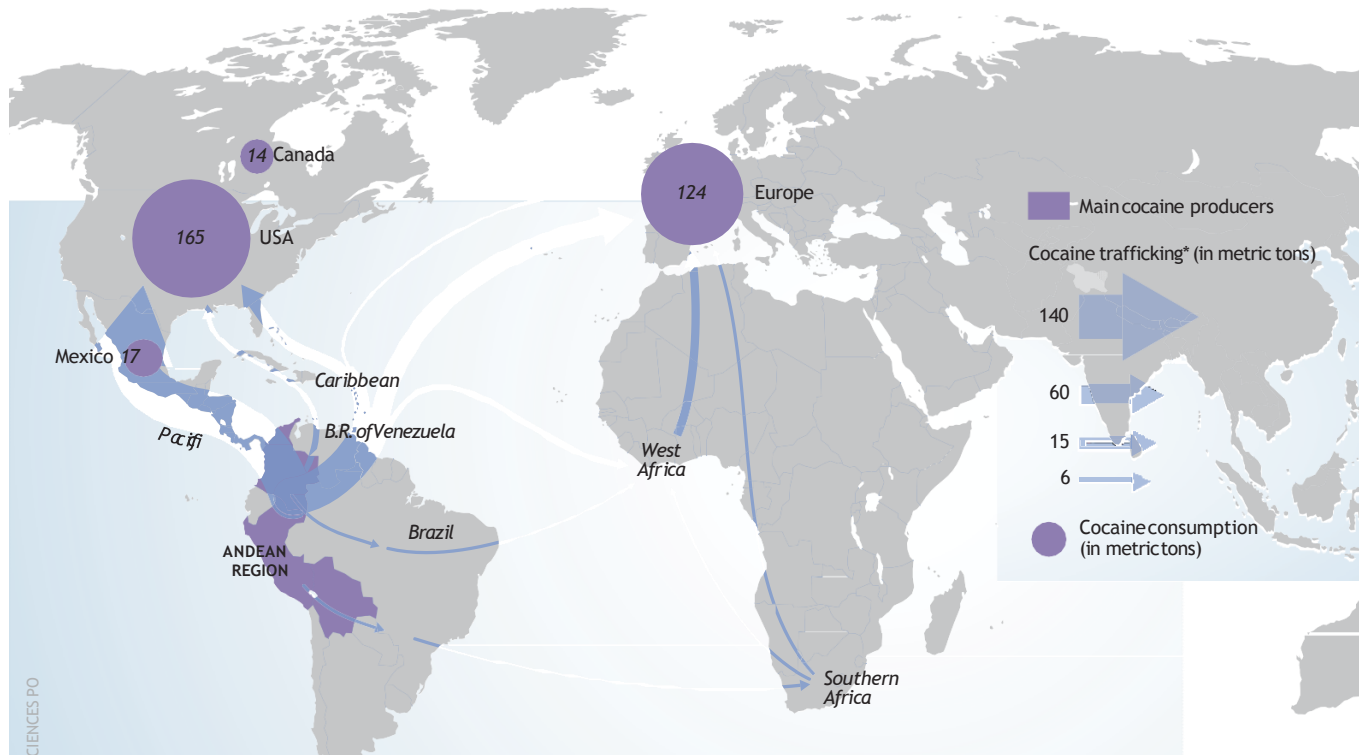 14 Canada
124
Europe
165
USA
Main cocaine producers
Cocaine trafficking* (in metric tons)
140
Mexico 17
Caribbean
60
Pacifi
B.R. of Venezuela
West
Africa
15
6
Brazil
Cocaine consumption
(in metric tons)
ANDEAN
REGION
Southern
Africa
CIENCES PO